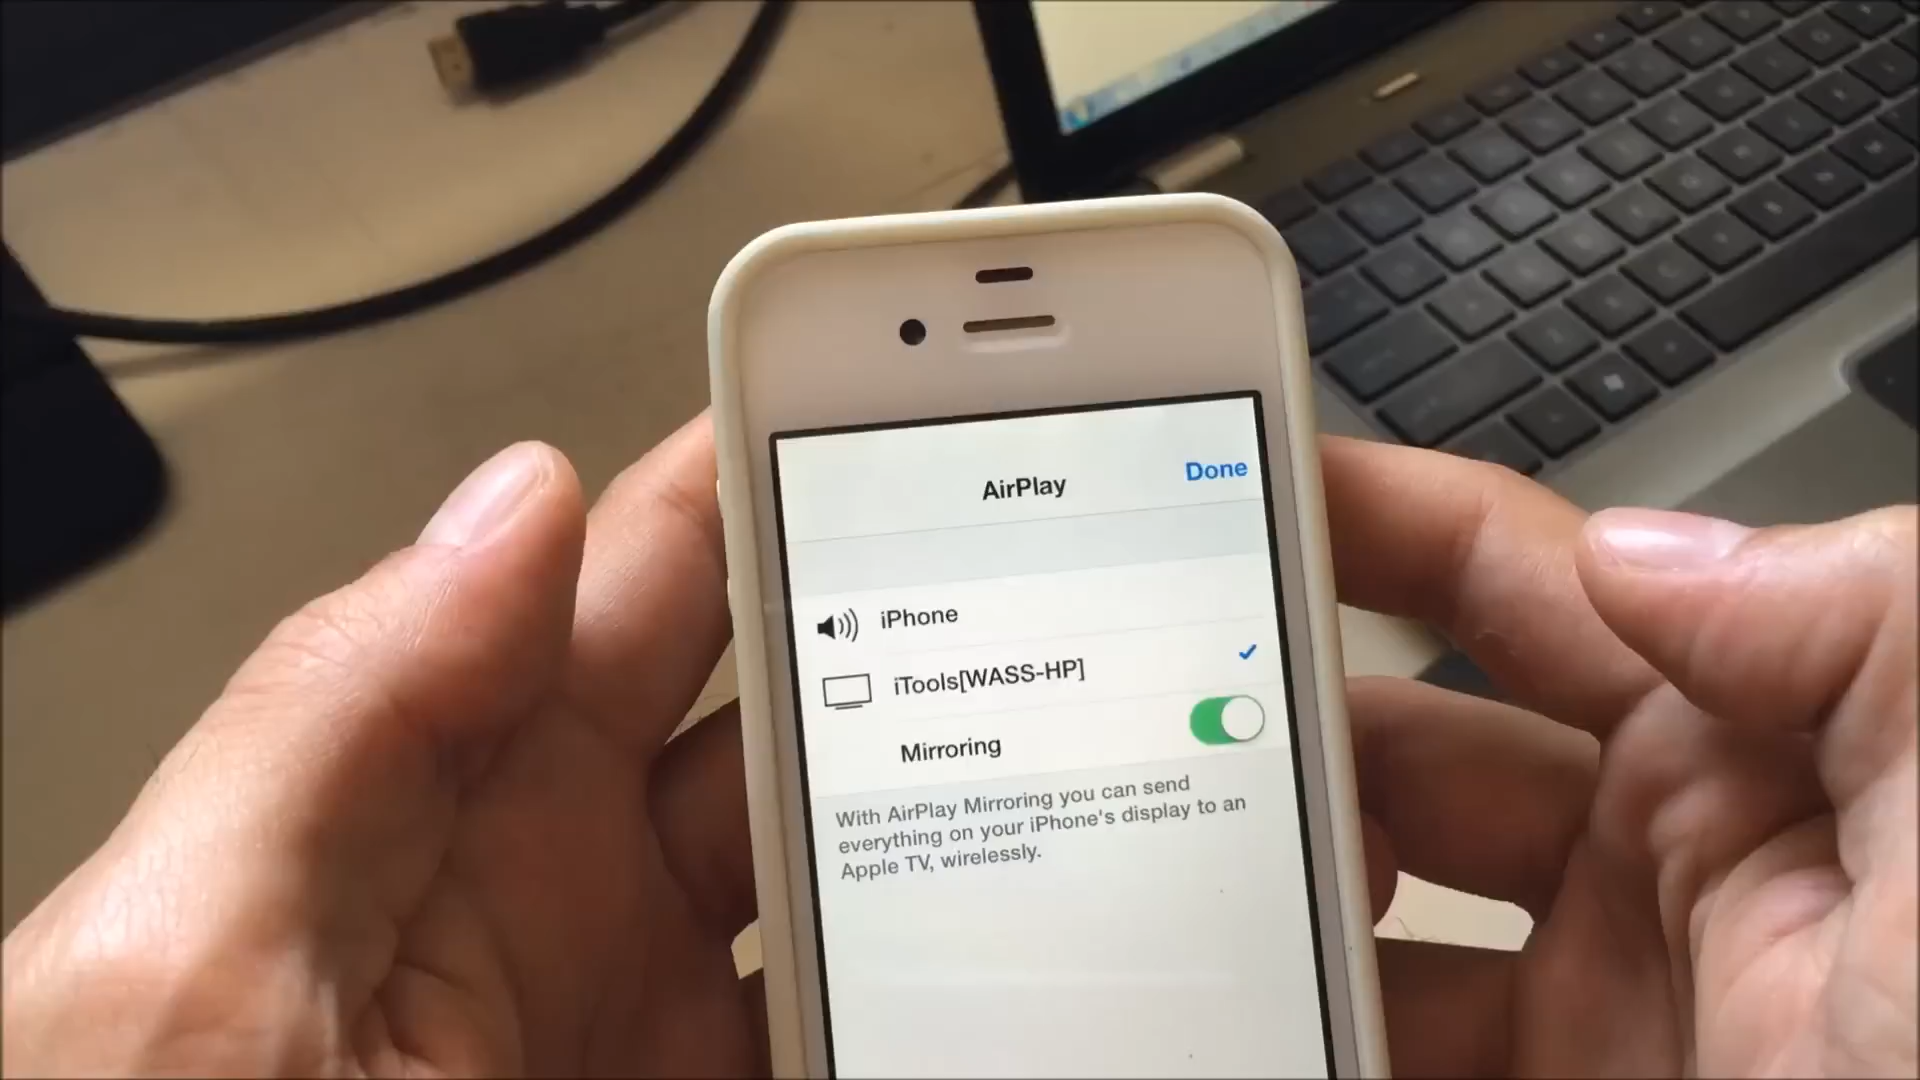 AirPlay
Done
iPhone
iTools[WASS-HP]
Mirroring
With AirPlay Mirroring you can send
everything on your iPhone's display to an
Apple TV, wirelessly.